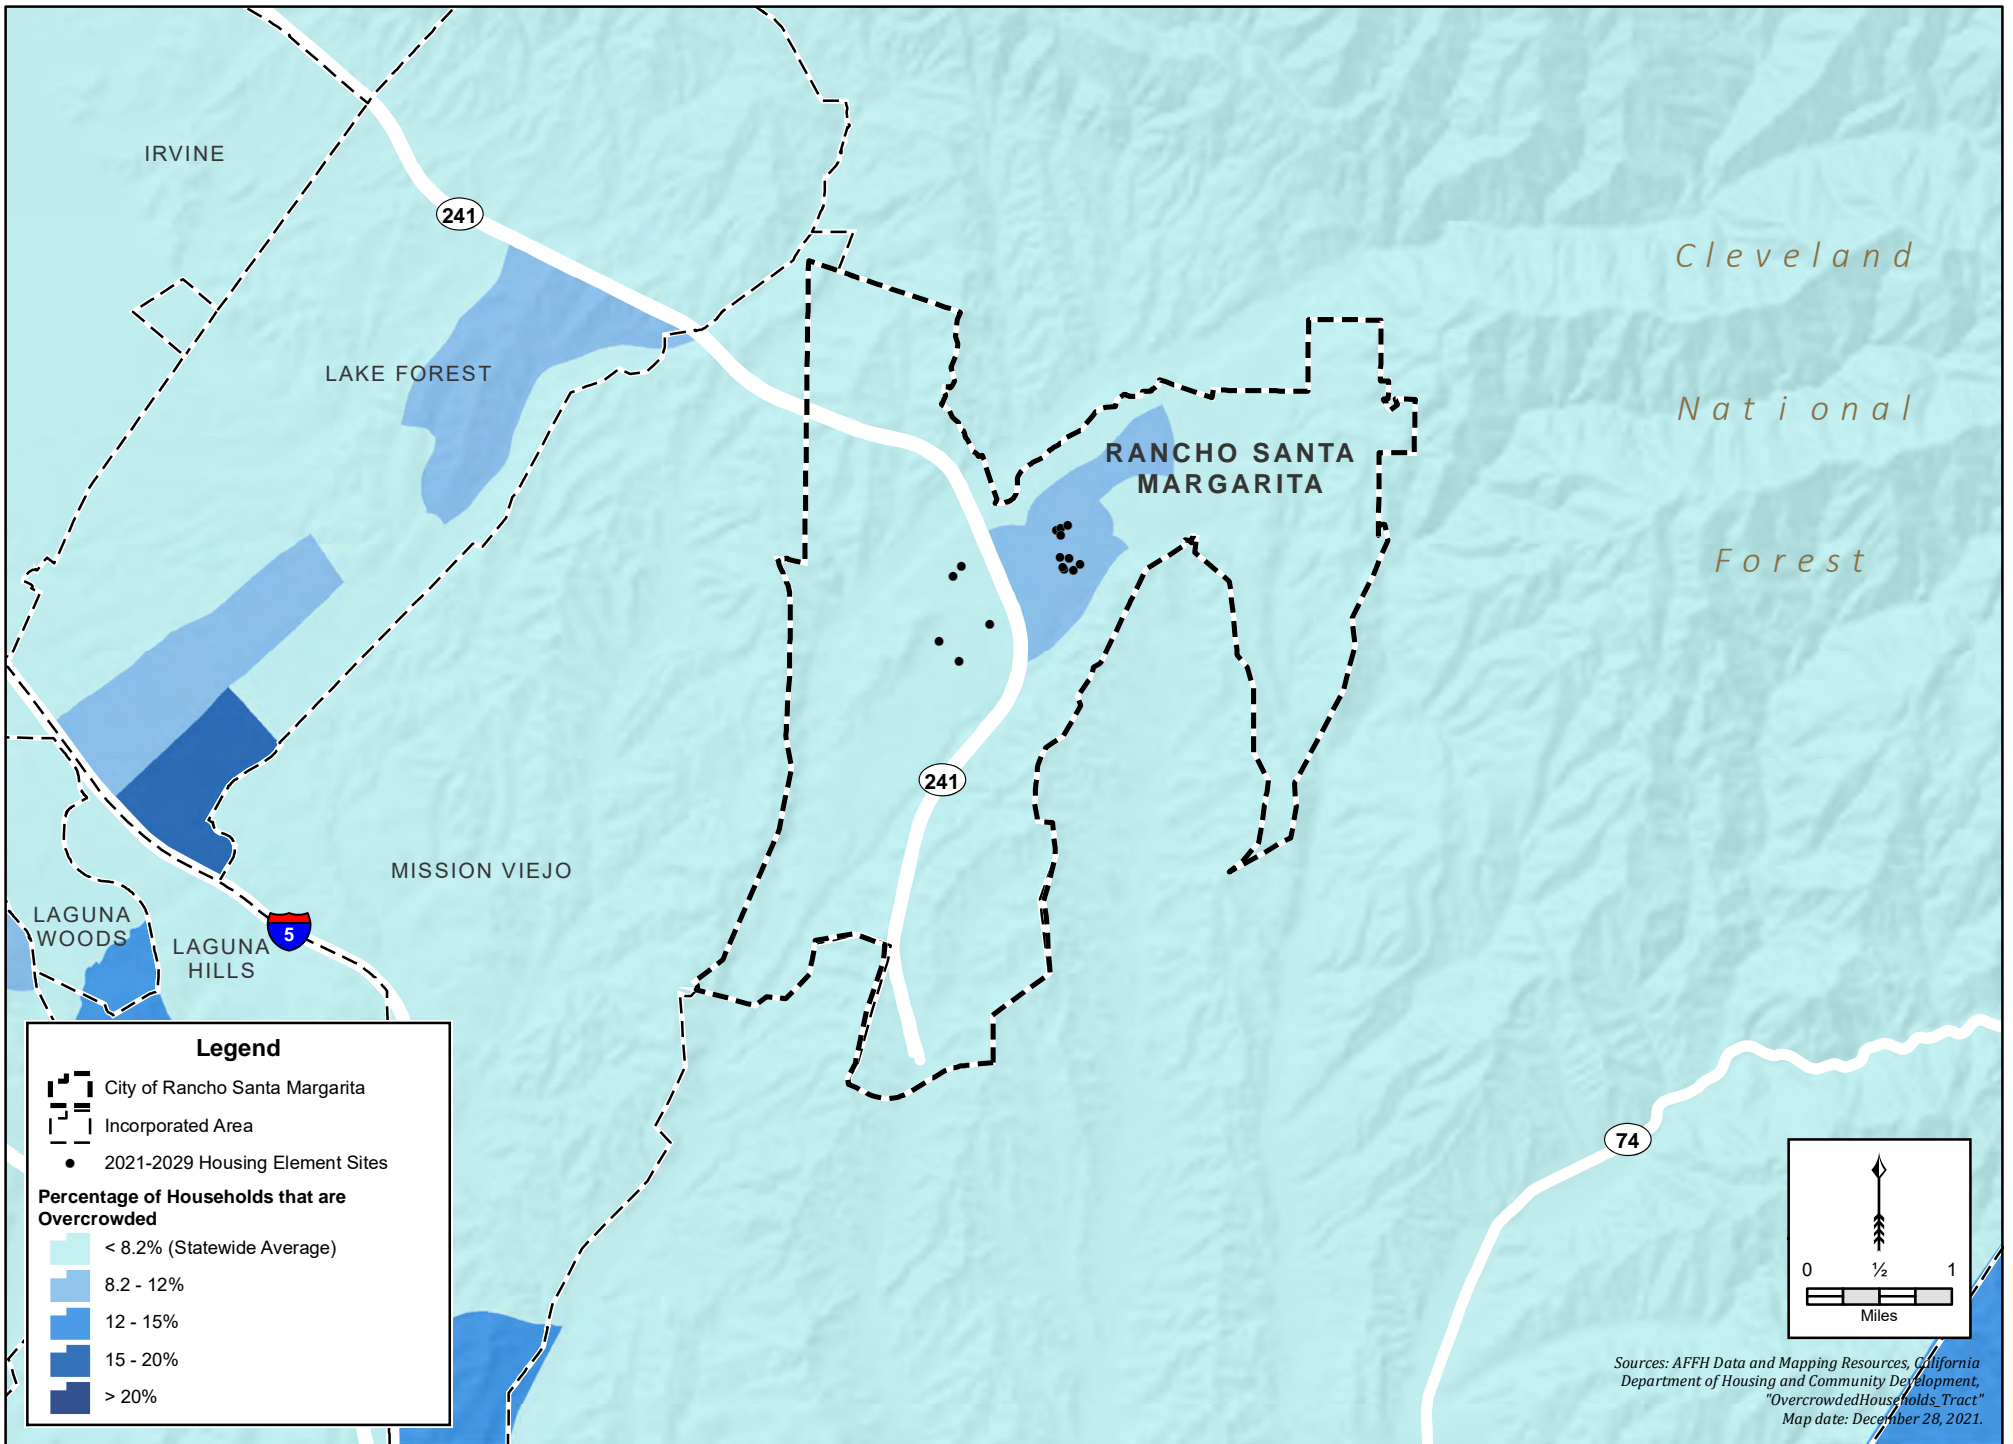 IRVINE
241
Cleveland
LAKE FOREST
National
RANCHO SANTA
MARGARITA
Forest
241
MISSION VIEJO
LAGUNA
WOODS
5
LAGUNA
HILLS
74
Legend
City of Rancho Santa Margarita
Incorporated Area
2021-2029 Housing Element Sites
Percentage of Households that are
Overcrowded
< 8.2% (Statewide Average)
8.2 - 12%
12 - 15%
15 - 20%
> 20%
0 ½ 1
Miles
Sources: AFFH Data and Mapping Resources, California
Department of Housing and Community Development,
"OvercrowdedHouseholds_Tract"
Map date: December 28, 2021.